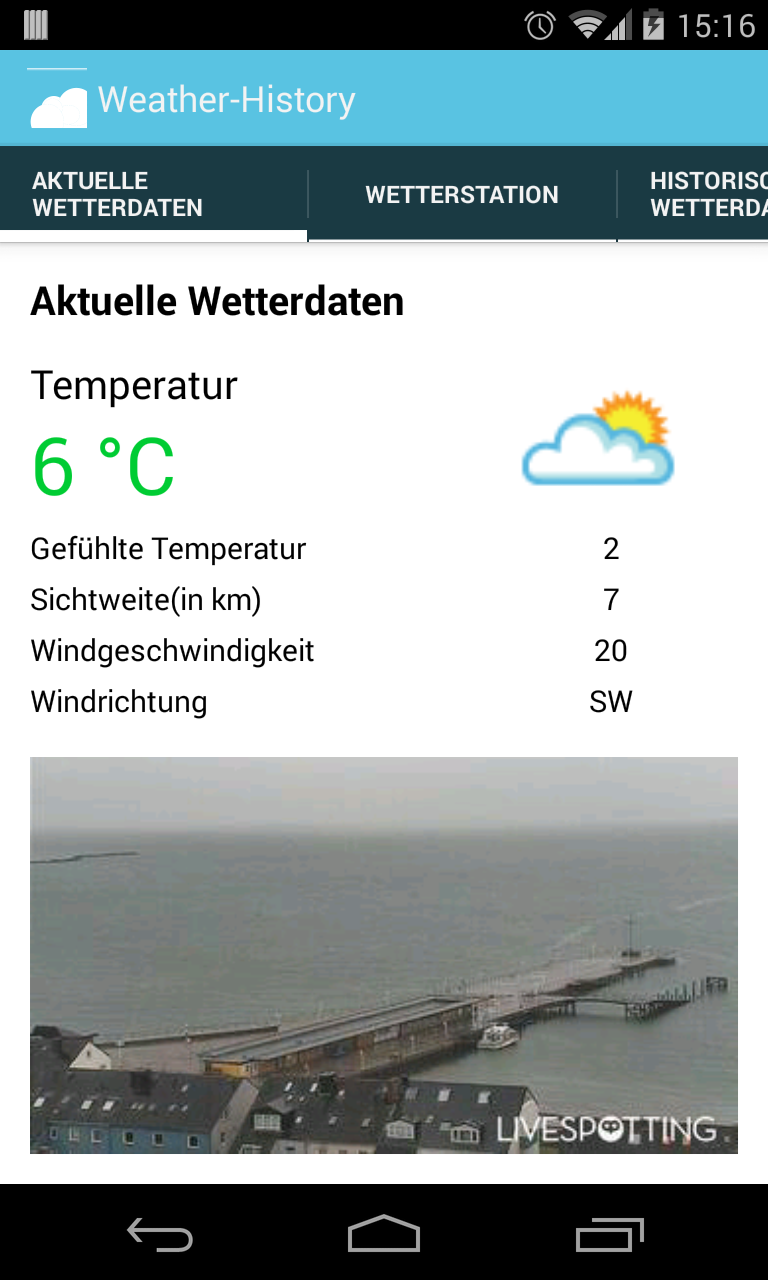 15:16
Weather-History
AKTUELLE
WETTERDATEN
WETTERSTATION
HISTORISC
WETTERDA
Aktuelle Wetterdaten
Temperatur
6 °C
Gefühlte Temperatur 2
Sichtweite(in km) 7
Windgeschwindigkeit 20
Windrichtung SW
LIVESPOTTING